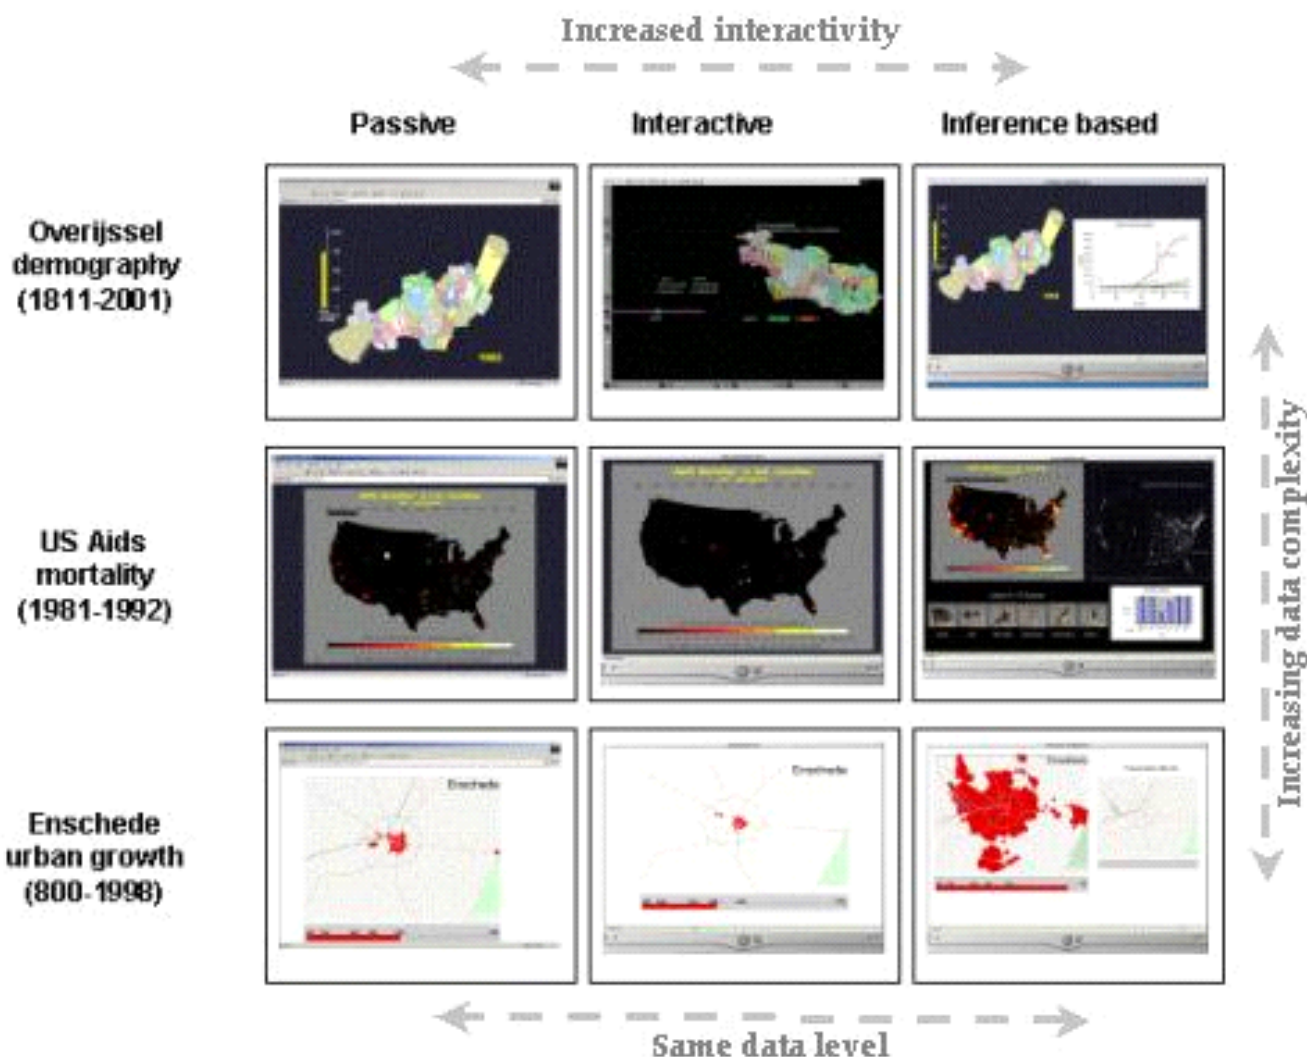 Increased interactivity
Passive
Interactive
Inference based
Overijssel
demography
(1811-2001)
US Aids
mortality
(1981-1992)
Enschede
Enschede
Enschede
urban growth
(800-1998)
Increasing data complexity
Same data level